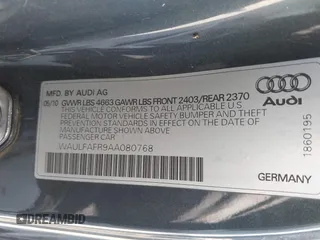 MFD. BY AUDI AG
05/10 GVWR LBS 4663 GAWR LBS FRONT 2403/REAR 2370
THIS VEHICLE CONFORMS TO ALL APPLICABLE
FEDERAL MOTOR VEHICLE SAFETY BUMPER AND THEFT
PREVENTION STANDARDS IN EFFECT ON THE DATE OF
MANUFACTURE SHOWN ABOVE.
PASSENGER CAR
WAULFAFR9AA080768
Audi
1860195
GERMANY
DREAMBID